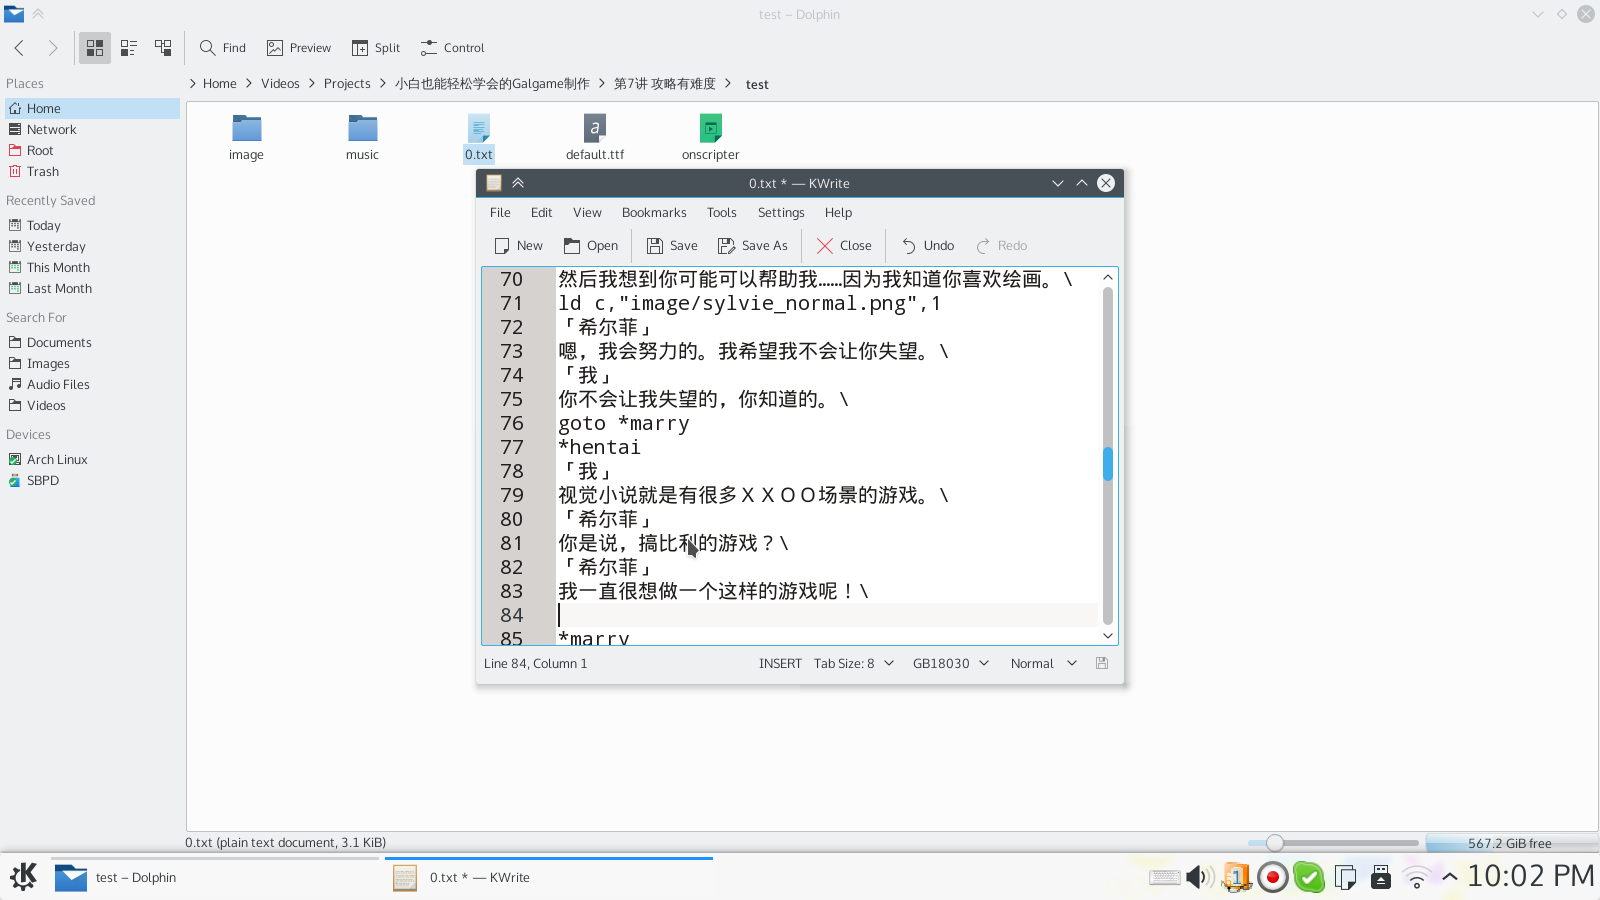 test – Dolphin
Find
Preview
Split
Control
Places
Home
Network
Root
Trash
Recently Saved
Today
Yesterday
This Month
Last Month
Search For
Documents
Images
Audio Files
Videos
Devices
Arch Linux
SBPD
Home
Videos
Projects
小白也能轻松学会的Galgame制作
第7讲 攻略有难度
test
image
music
0.txt
default.ttf
onscripter
0.txt * — KWrite
File Edit View Bookmarks Tools Settings Help
New Open Save Save As Close Undo Redo
70 然后我想到你可能可以帮助我……因为我知道你喜欢绘画。\
71 ld c,"image/sylvie_normal.png",1
72 「希尔菲」
73 嗯，我会努力的。我希望我不会让你失望。\
74 「我」
75 你不会让我失望的，你知道的。\
76 goto *marry
77 *hentai
78 「我」
79 视觉小说就是有很多ＸＸＯＯ场景的游戏。\
80 「希尔菲」
81 你是说，搞比利的游戏？\
82 「希尔菲」
83 我一直很想做一个这样的游戏呢！\
84
85 *marry
Line 84, Column 1
INSERT
Tab Size: 8
GB18030
Normal
0.txt (plain text document, 3.1 KiB)
567.2 GiB free
test – Dolphin
0.txt * — KWrite
1
10:02 PM